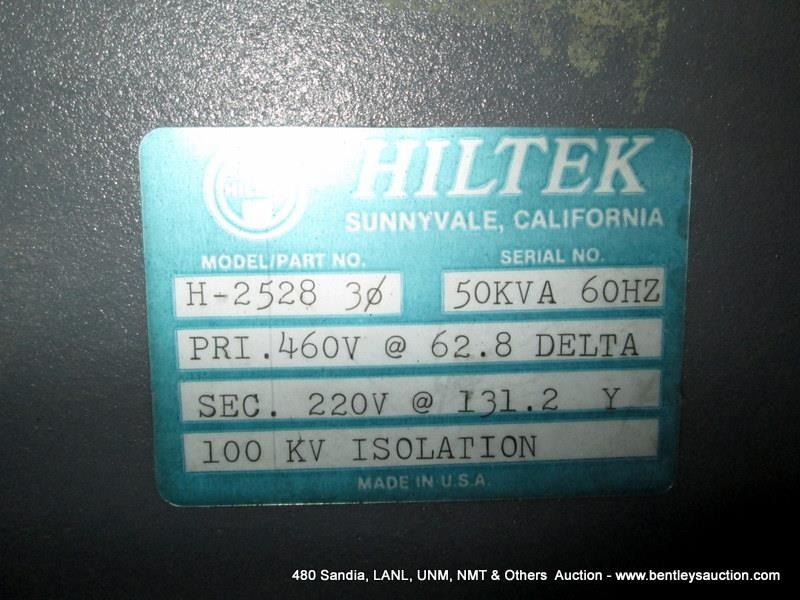 HILTEK
SUNNYVALE, CALIFORNIA
MODEL/PART NO. SERIAL NO.
H-2528 3ø 50KVA 60HZ
PRI.460V @ 62.8 DELTA
SEC. 220V @ 131.2 Y
100 KV ISOLATION
MADE IN U.S.A.
480 Sandia, LANL, UNM, NMT & Others Auction - www.bentleysauction.com